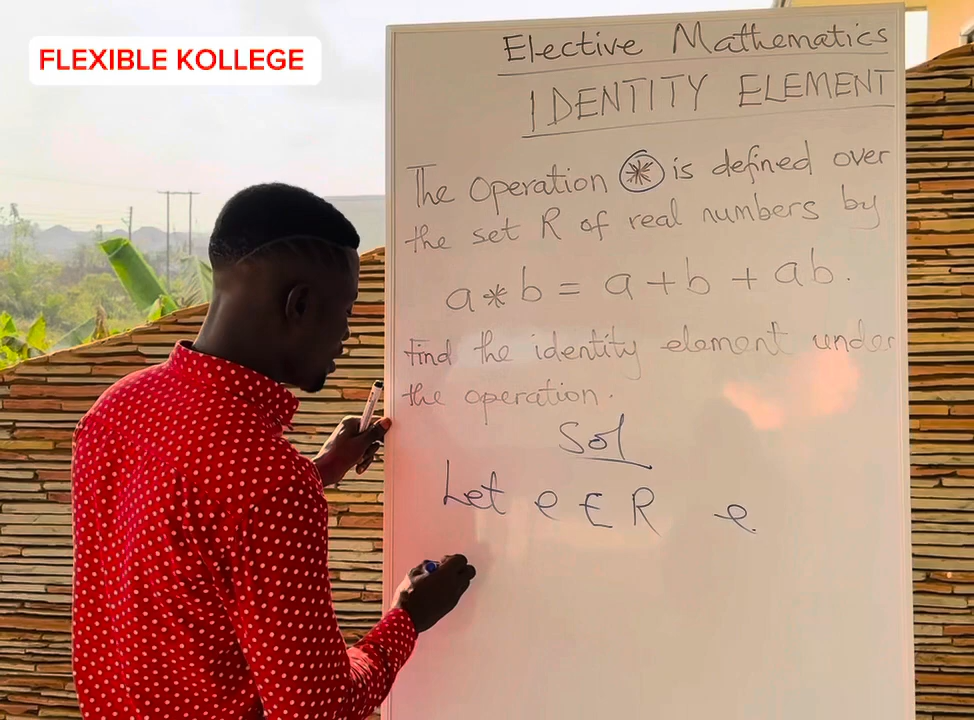 FLEXIBLE KOLLEGE
Elective Mathematics
IDENTITY ELEMENT
The operation * is defined over
the set R of real numbers by
a * b = a + b + ab.
Find the identity element under
the operation.
Sol
Let e ∈ R e